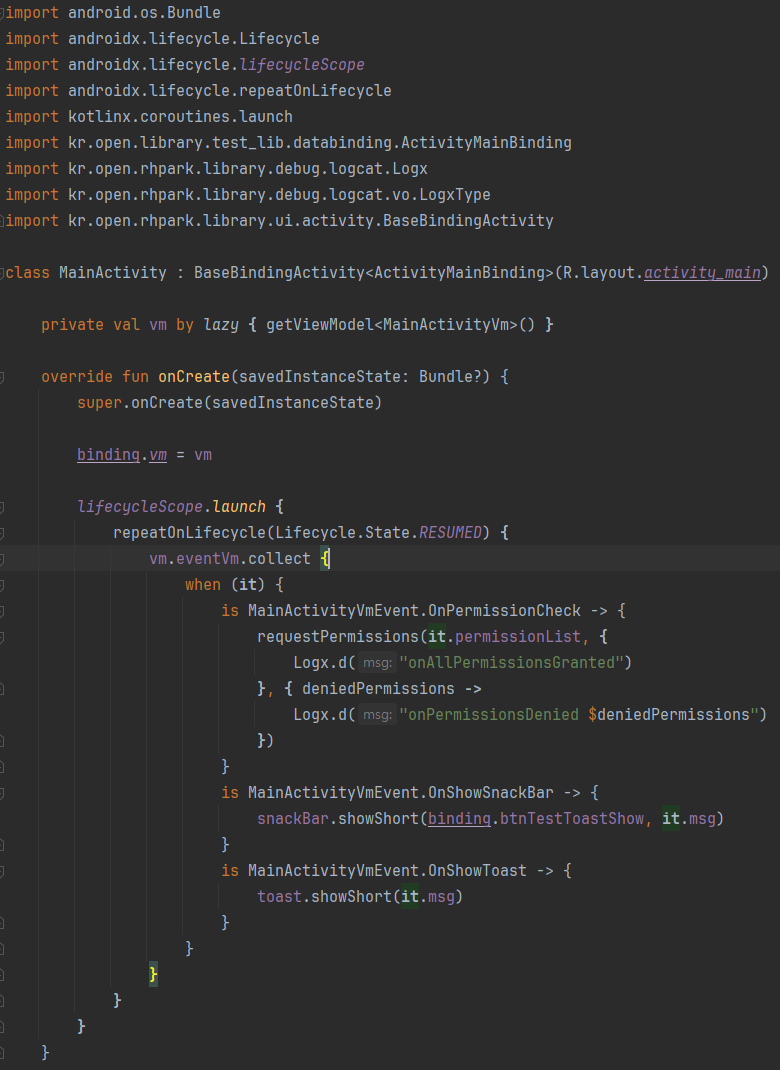 import android.os.Bundle
import androidx.lifecycle.Lifecycle
import androidx.lifecycle.lifecycleScope
import androidx.lifecycle.repeatOnLifecycle
import kotlinx.coroutines.launch
import kr.open.library.test_lib.databinding.ActivityMainBinding
import kr.open.rhpark.library.debug.logcat.Logx
import kr.open.rhpark.library.debug.logcat.vo.LogxType
import kr.open.rhpark.library.ui.activity.BaseBindingActivity

class MainActivity : BaseBindingActivity<ActivityMainBinding>(R.layout.activity_main)

    private val vm by lazy { getViewModel<MainActivityVm>() }

    override fun onCreate(savedInstanceState: Bundle?) {
        super.onCreate(savedInstanceState)

        binding.vm = vm

        lifecycleScope.launch {
            repeatOnLifecycle(Lifecycle.State.RESUMED) {
                vm.eventVm.collect {
                    when (it) {
                        is MainActivityVmEvent.OnPermissionCheck -> {
                            requestPermissions(it.permissionList, {
                                Logx.d( msg: "onAllPermissionsGranted")
                            }, { deniedPermissions ->
                                Logx.d( msg: "onPermissionsDenied $deniedPermissions")
                            })
                        }
                        is MainActivityVmEvent.OnShowSnackBar -> {
                            snackBar.showShort(binding.btnTestToastShow, it.msg)
                        }
                        is MainActivityVmEvent.OnShowToast -> {
                            toast.showShort(it.msg)
                        }
                    }
                }
            }
        }
    }